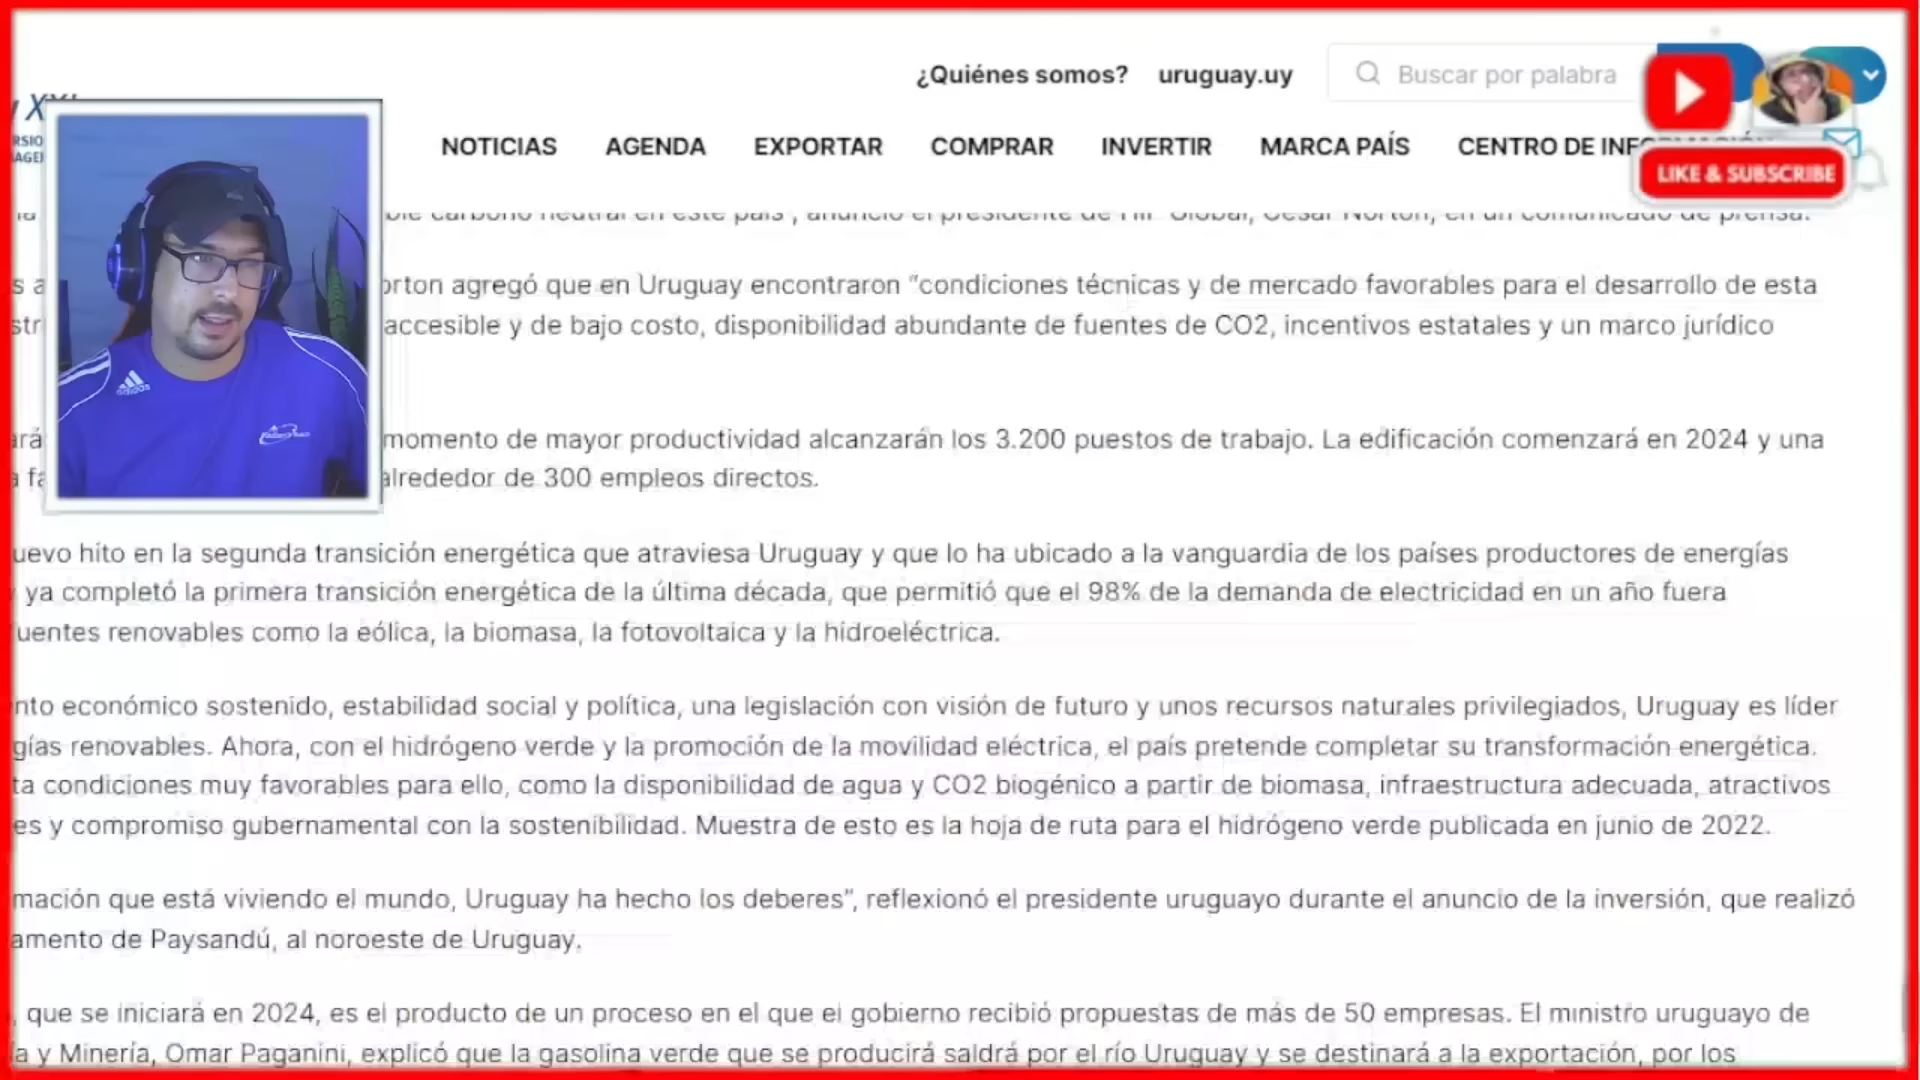 ¿Quiénes somos? uruguay.uy Buscar por palabra
NOTICIAS AGENDA EXPORTAR COMPRAR INVERTIR MARCA PAÍS CENTRO DE
LIKE & SUBSCRIBE
carbono neutral en este país", anunció el presidente de HIF Global, César Norton, en un comunicado de prensa.
orton agregó que en Uruguay encontraron "condiciones técnicas y de mercado favorables para el desarrollo de esta
accesible y de bajo costo, disponibilidad abundante de fuentes de CO2, incentivos estatales y un marco jurídico
momento de mayor productividad alcanzarán los 3.200 puestos de trabajo. La edificación comenzará en 2024 y una
alrededor de 300 empleos directos.
adidas
uevo hito en la segunda transición energética que atraviesa Uruguay y que lo ha ubicado a la vanguardia de los países productores de energías
ya completó la primera transición energética de la última década, que permitió que el 98% de la demanda de electricidad en un año fuera
uentes renovables como la eólica, la biomasa, la fotovoltaica y la hidroeléctrica.
nto económico sostenido, estabilidad social y política, una legislación con visión de futuro y unos recursos naturales privilegiados, Uruguay es líder
gías renovables. Ahora, con el hidrógeno verde y la promoción de la movilidad eléctrica, el país pretende completar su transformación energética.
ta condiciones muy favorables para ello, como la disponibilidad de agua y CO2 biogénico a partir de biomasa, infraestructura adecuada, atractivos
es y compromiso gubernamental con la sostenibilidad. Muestra de esto es la hoja de ruta para el hidrógeno verde publicada en junio de 2022.
mación que está viviendo el mundo, Uruguay ha hecho los deberes", reflexionó el presidente uruguayo durante el anuncio de la inversión, que realizó
amento de Paysandú, al noroeste de Uruguay.
, que se iniciará en 2024, es el producto de un proceso en el que el gobierno recibió propuestas de más de 50 empresas. El ministro uruguayo de
ía y Minería, Omar Paganini, explicó que la gasolina verde que se producirá saldrá por el río Uruguay y se destinará a la exportación, por los